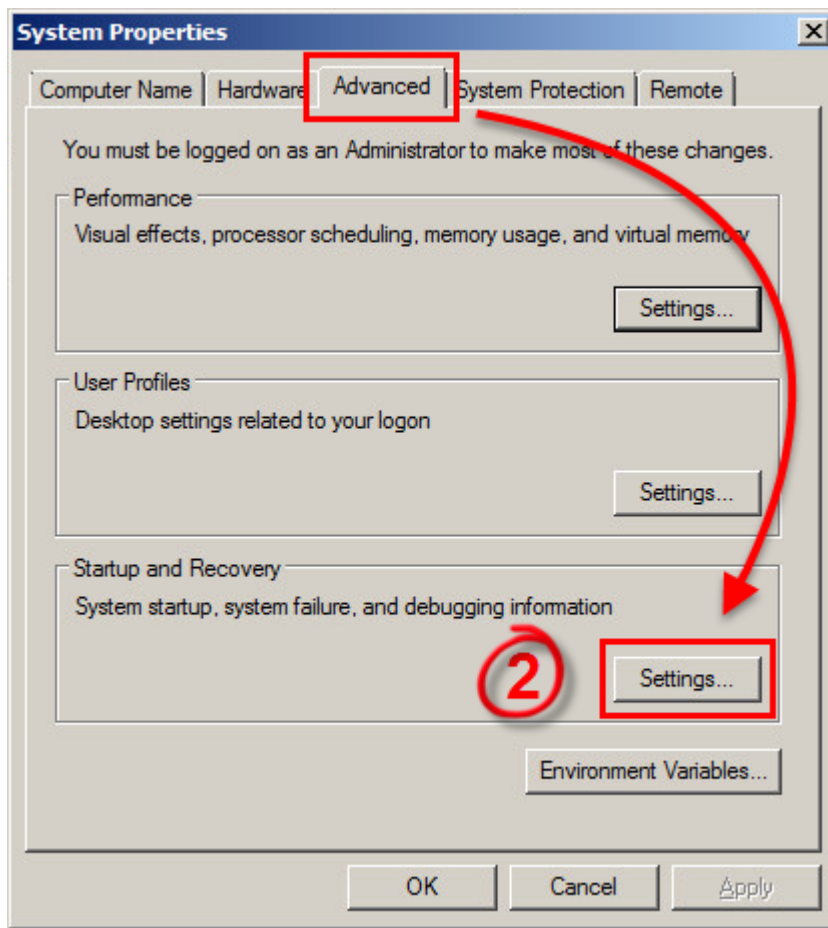 System Properties
Computer Name Hardware Advanced System Protection Remote
You must be logged on as an Administrator to make most of these changes.
Performance
Visual effects, processor scheduling, memory usage, and virtual memory
Settings...
User Profiles
Desktop settings related to your logon
Settings...
Startup and Recovery
System startup, system failure, and debugging information
2 Settings...
Environment Variables...
OK Cancel Apply